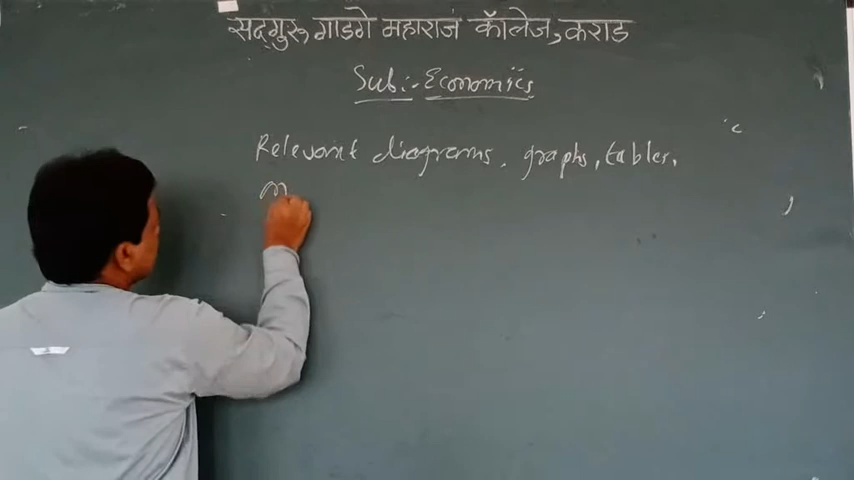 सद्गुरू गाडगे महाराज कॉलेज, कराड
Sub:- Economics
Relevant diagrams, graphs, tables,
m